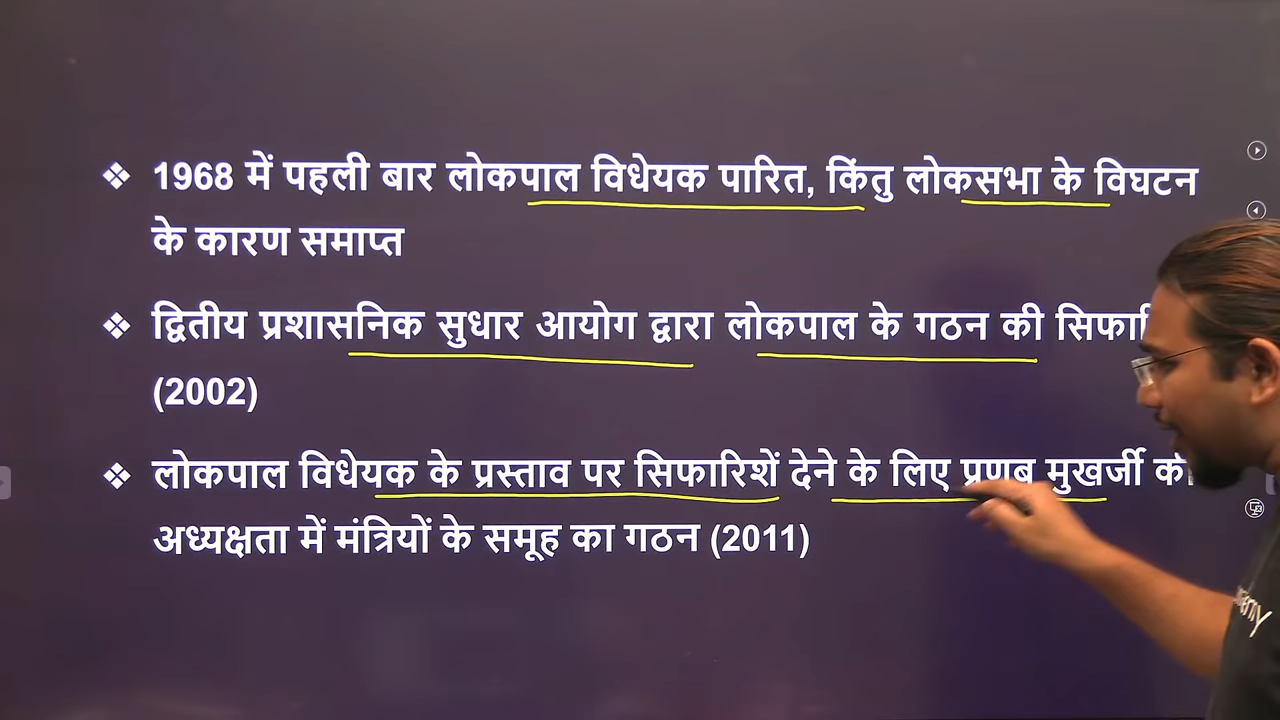 ❖ 1968 में पहली बार लोकपाल विधेयक पारित, किंतु लोकसभा के विघटन
के कारण समाप्त
❖ द्वितीय प्रशासनिक सुधार आयोग द्वारा लोकपाल के गठन की
(2002)
❖ लोकपाल विधेयक के प्रस्ताव पर सिफारिशें देने के लिए प्रणब मुखर्जी की
अध्यक्षता में मंत्रियों के समूह का गठन (2011)